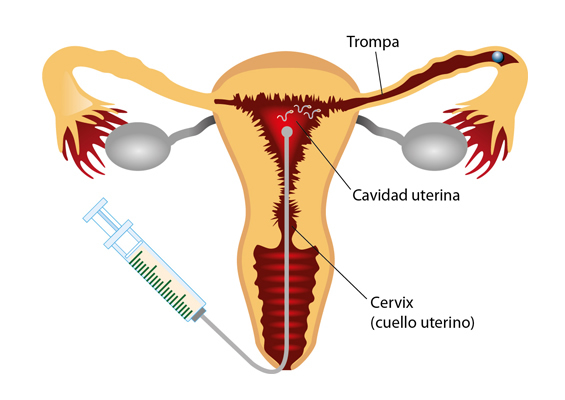 Trompa
Cavidad uterina
Cervix
(cuello uterino)